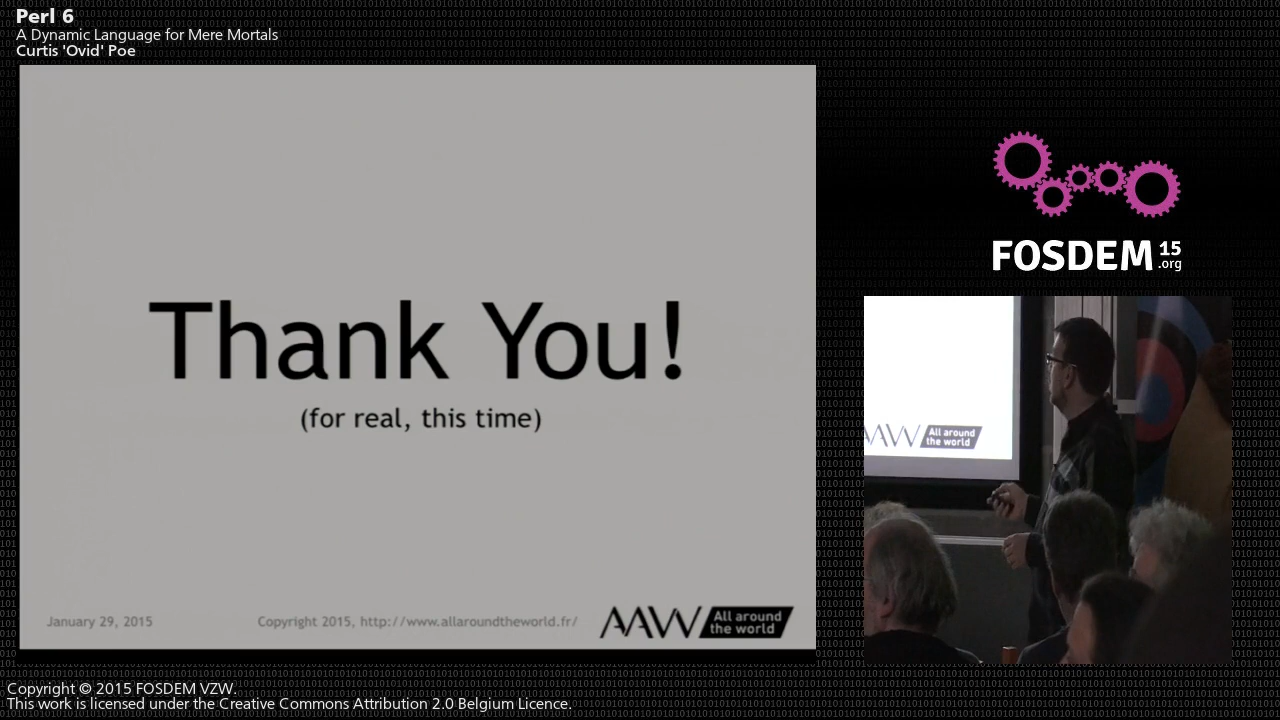 Perl 6
A Dynamic Language for Mere Mortals
Curtis 'Ovid' Poe
FOSDEM 15
.org
Thank You!
(for real, this time)
January 29, 2015
Copyright 2015, http://www.allaroundtheworld.fr/
AAW All around
the world
AAW All around
the world
Copyright © 2015 FOSDEM VZW.
This work is licensed under the Creative Commons Attribution 2.0 Belgium Licence.